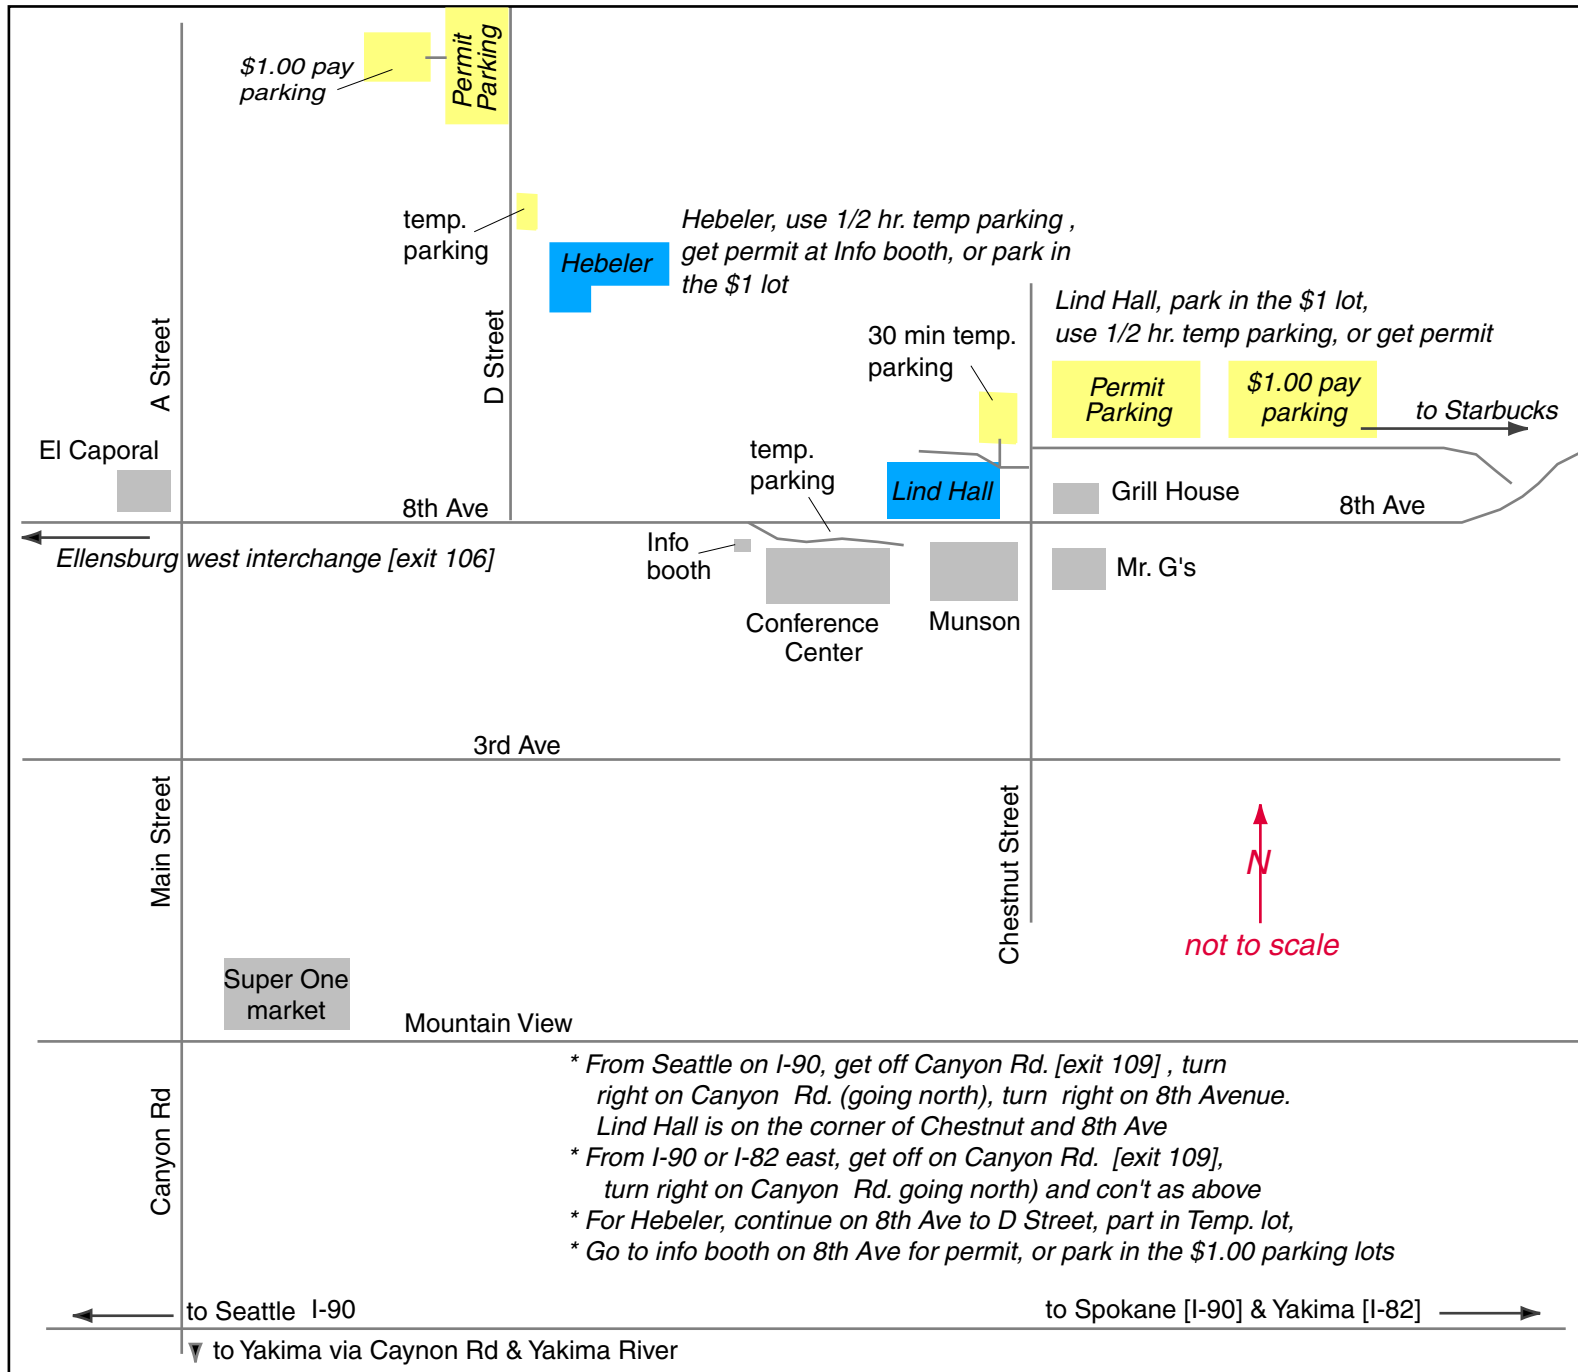 $1.00 pay
parking
Permit
Parking
temp.
parking
Hebeler
Hebeler, use 1/2 hr. temp parking ,
get permit at Info booth, or park in
the $1 lot
Lind Hall, park in the $1 lot,
use 1/2 hr. temp parking, or get permit
A Street
D Street
30 min temp.
parking
Permit
Parking
$1.00 pay
parking
to Starbucks
El Caporal
temp.
parking
Lind Hall
Grill House
8th Ave
8th Ave
Ellensburg west interchange [exit 106]
Info
booth
Mr. G's
Conference
Center
Munson
3rd Ave
Main Street
Chestnut Street
N
not to scale
Super One
market
Mountain View
Canyon Rd
* From Seattle on I-90, get off Canyon Rd. [exit 109] , turn
right on Canyon Rd. (going north), turn right on 8th Avenue.
Lind Hall is on the corner of Chestnut and 8th Ave
* From I-90 or I-82 east, get off on Canyon Rd. [exit 109],
turn right on Canyon Rd. going north) and con't as above
* For Hebeler, continue on 8th Ave to D Street, part in Temp. lot,
* Go to info booth on 8th Ave for permit, or park in the $1.00 parking lots
to Seattle I-90
to Spokane [I-90] & Yakima [I-82]
to Yakima via Caynon Rd & Yakima River